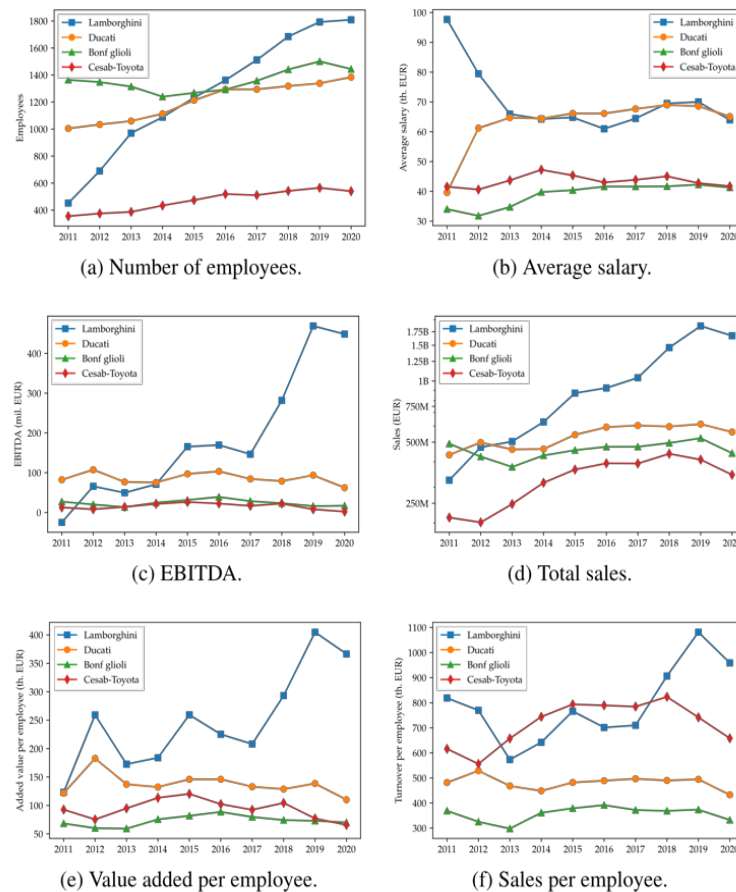 1800
1600
1400
1200
1000
800
600
400
Employees
Lamborghini
Ducati
Bonf glioli
Cesab-Toyota
2011 2012 2013 2014 2015 2016 2017 2018 2019 2020
(a) Number of employees.
100
90
80
70
60
50
40
30
Average salary (th. EUR)
Lamborghini
Ducati
Bonf glioli
Cesab-Toyota
2011 2012 2013 2014 2015 2016 2017 2018 2019 2020
(b) Average salary.
400
300
200
100
0
EBITDA (mil. EUR)
Lamborghini
Ducati
Bonf glioli
Cesab-Toyota
2011 2012 2013 2014 2015 2016 2017 2018 2019 2020
(c) EBITDA.
1.75B
1.5B
1.25B
1B
750M
500M
250M
Sales (EUR)
Lamborghini
Ducati
Bonf glioli
Cesab-Toyota
2011 2012 2013 2014 2015 2016 2017 2018 2019 2020
(d) Total sales.
400
350
300
250
200
150
100
50
Added value per employee (th. EUR)
Lamborghini
Ducati
Bonf glioli
Cesab-Toyota
2011 2012 2013 2014 2015 2016 2017 2018 2019 2020
(e) Value added per employee.
1100
1000
900
800
700
600
500
400
300
Turnover per employee (th. EUR)
Lamborghini
Ducati
Bonf glioli
Cesab-Toyota
2011 2012 2013 2014 2015 2016 2017 2018 2019 2020
(f) Sales per employee.